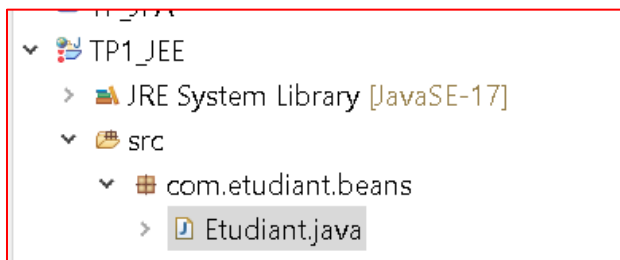 TP1_JEE
JRE System Library [JavaSE-17]
src
com.etudiant.beans
Etudiant.java